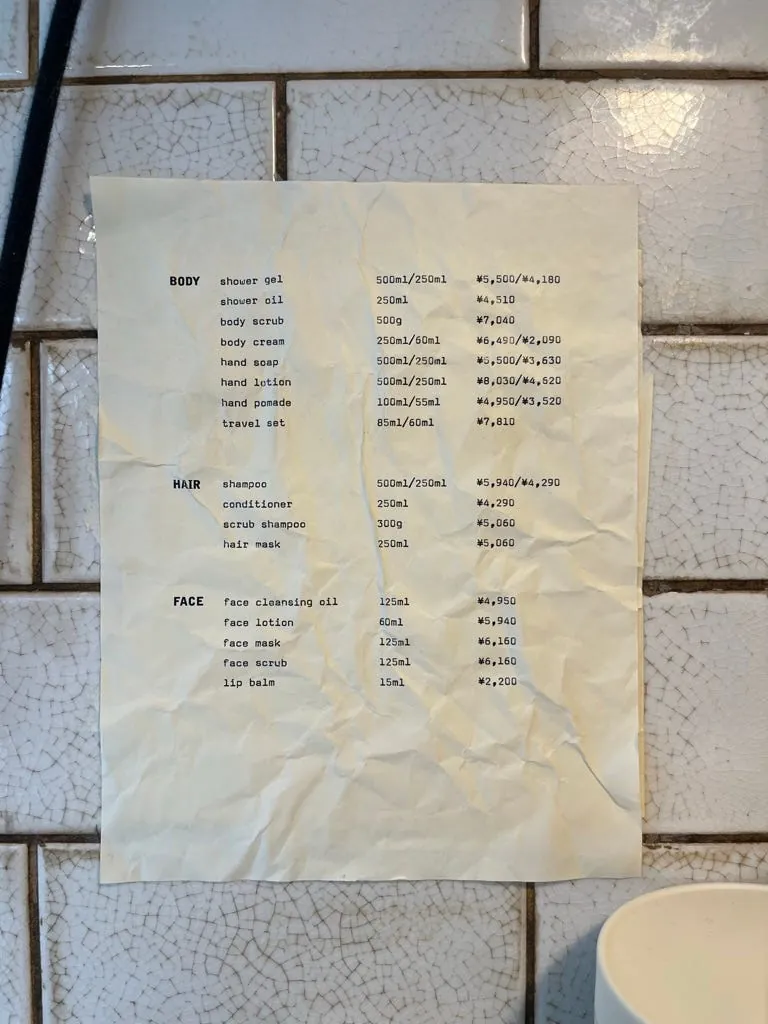 BODY shower gel 500ml/250ml ¥5,500/¥4,180
shower oil 250ml ¥4,510
body scrub 500g ¥7,040
body cream 250ml/60ml ¥6,490/¥2,090
hand soap 500ml/250ml ¥5,500/¥3,630
hand lotion 500ml/250ml ¥8,030/¥4,620
hand pomade 100ml/55ml ¥4,950/¥3,520
travel set 85ml/60ml ¥7,810
HAIR shampoo 500ml/250ml ¥5,940/¥4,290
conditioner 250ml ¥4,290
scrub shampoo 300g ¥5,060
hair mask 250ml ¥5,060
FACE face cleansing oil 125ml ¥4,950
face lotion 60ml ¥5,940
face mask 125ml ¥6,160
face scrub 125ml ¥6,160
lip balm 15ml ¥2,200